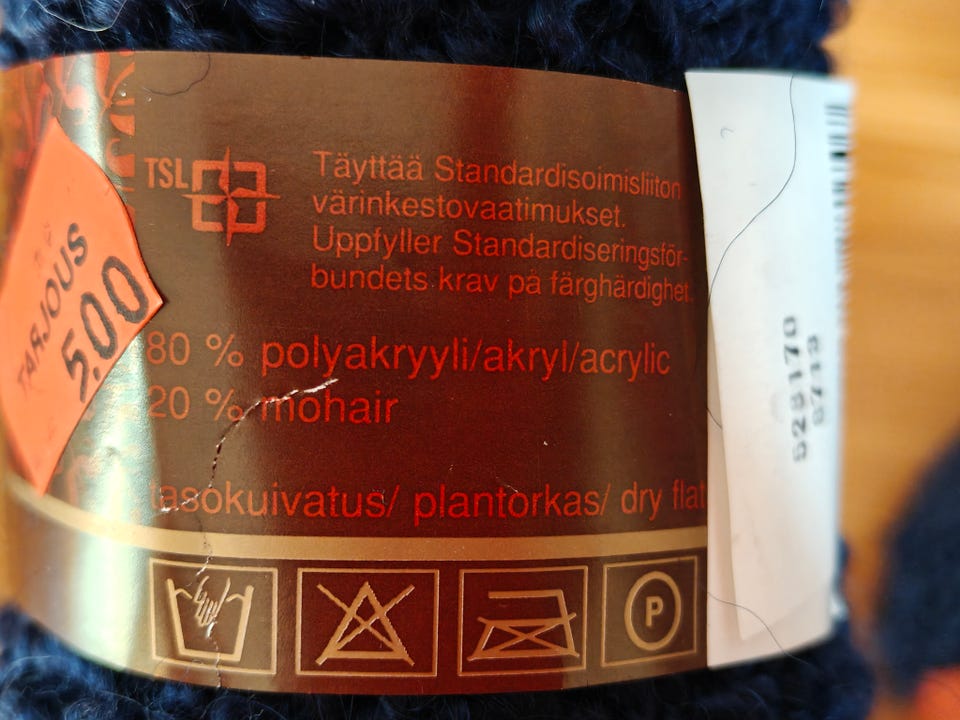 TSL
Täyttää Standardisoimisliiton
värinkestovaatimukset.
Uppfyller Standardiseringsför-
bundets krav på färghärdighet.
TARJOUS
5.00
80 % polyakryyli/akryl/acrylic
20 % mohair
tasokuivatus/ plantorkas/ dry flat
P
528170
5713